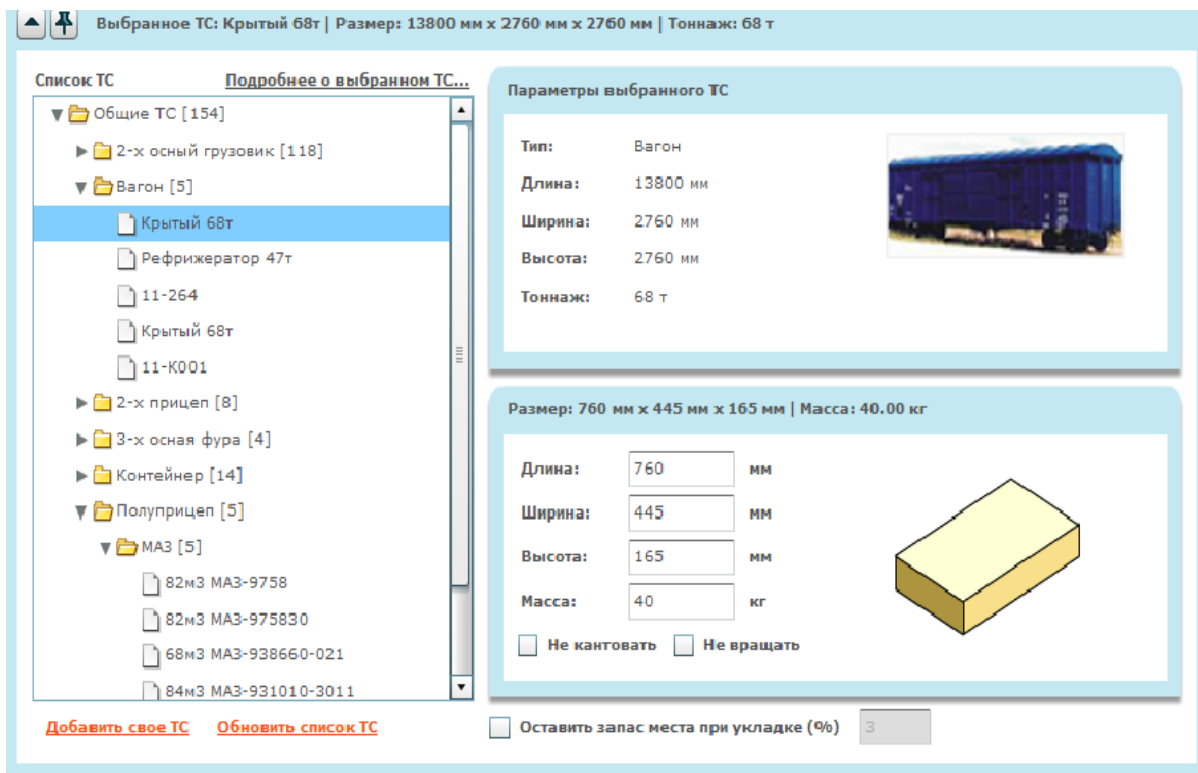 Выбранное ТС: Крытый 68т | Размер: 13800 мм x 2760 мм x 2760 мм | Тоннаж: 68 т
Список ТС
Подробнее о выбранном ТС...
Общие ТС [154]
2-х осный грузовик [118]
Вагон [5]
Крытый 68т
Рефрижератор 47т
11-264
Крытый 68т
11-К001
2-х прицеп [8]
3-х осная фура [4]
Контейнер [14]
Полуприцеп [5]
МАЗ [5]
82м3 МАЗ-9758
82м3 МАЗ-975830
68м3 МАЗ-938660-021
84м3 МАЗ-931010-3011
Добавить свое ТС
Обновить список ТС
Параметры выбранного ТС
Тип: Вагон
Длина: 13800 мм
Ширина: 2760 мм
Высота: 2760 мм
Тоннаж: 68 т
Размер: 760 мм x 445 мм x 165 мм | Масса: 40.00 кг
Длина: 760 мм
Ширина: 445 мм
Высота: 165 мм
Масса: 40 кг
Не кантовать Не вращать
Оставить запас места при укладке (%) 3